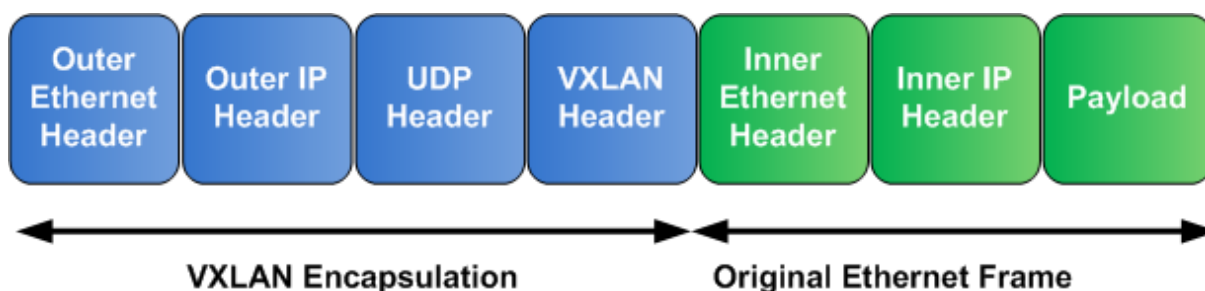 Outer
Ethernet
Header
Outer IP
Header
UDP
Header
VXLAN
Header
Inner
Ethernet
Header
Inner IP
Header
Payload
VXLAN Encapsulation
Original Ethernet Frame